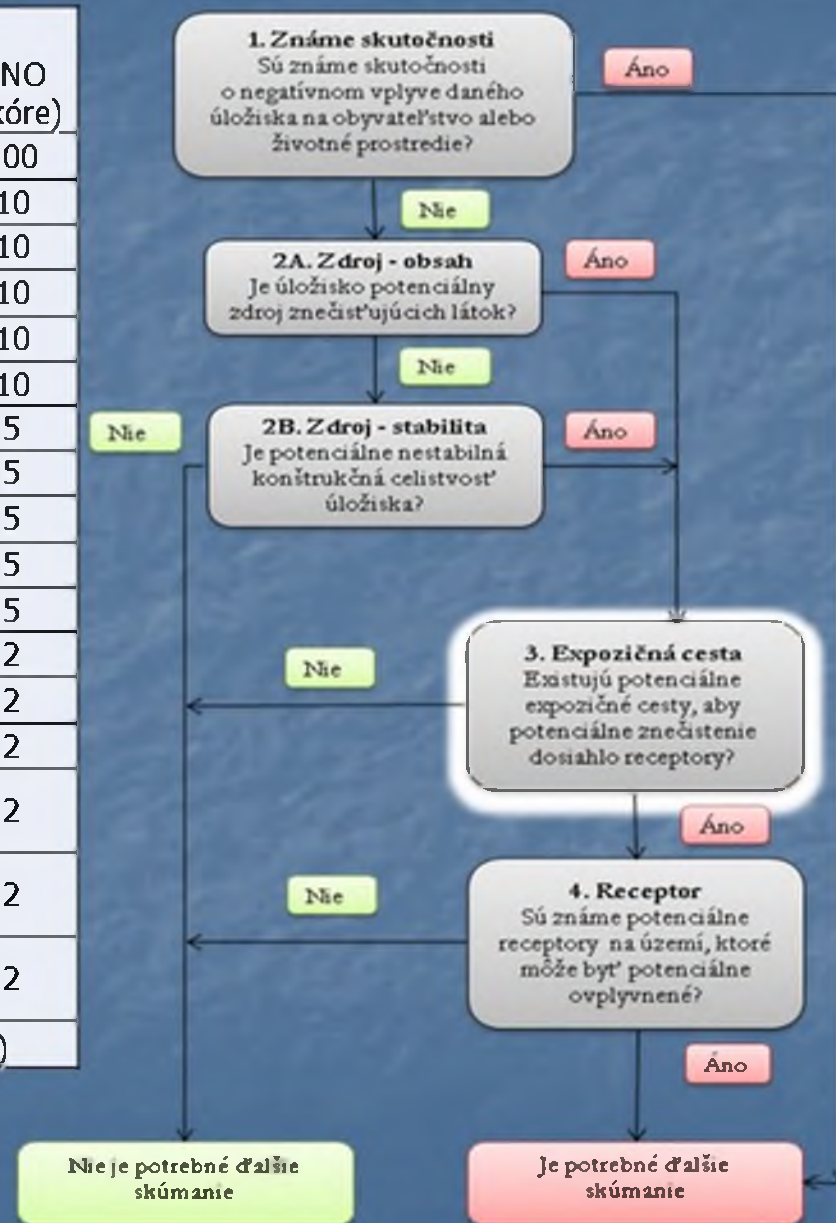 NO
kóre)
00
10
10
10
10
10
5
5
5
5
5
2
2
2
2
2
2
)
1. Známe skutočnosti
Sú známe skutočnosti
o negatívnom vplyve daného
úložiska na obyvateľstvo alebo
životné prostredie?
Áno
Nie
2A. Zdroj - obsah
Je úložisko potenciálny
zdroj znečisťujúcich látok?
Áno
Nie
Nie
2B. Zdroj - stabilita
Je potenciálne nestabilná
konštrukčná celistvosť
úložiska?
Áno
Nie
3. Expozičná cesta
Existujú potenciálne
expozičné cesty, aby
potenciálne znečistenie
dosiahlo receptory?
Áno
Nie
4. Receptor
Sú známe potenciálne
receptory na území, ktoré
môže byť potenciálne
ovplyvnené?
Áno
Nie je potrebné ďalšie
skúmanie
Je potrebné ďalšie
skúmanie